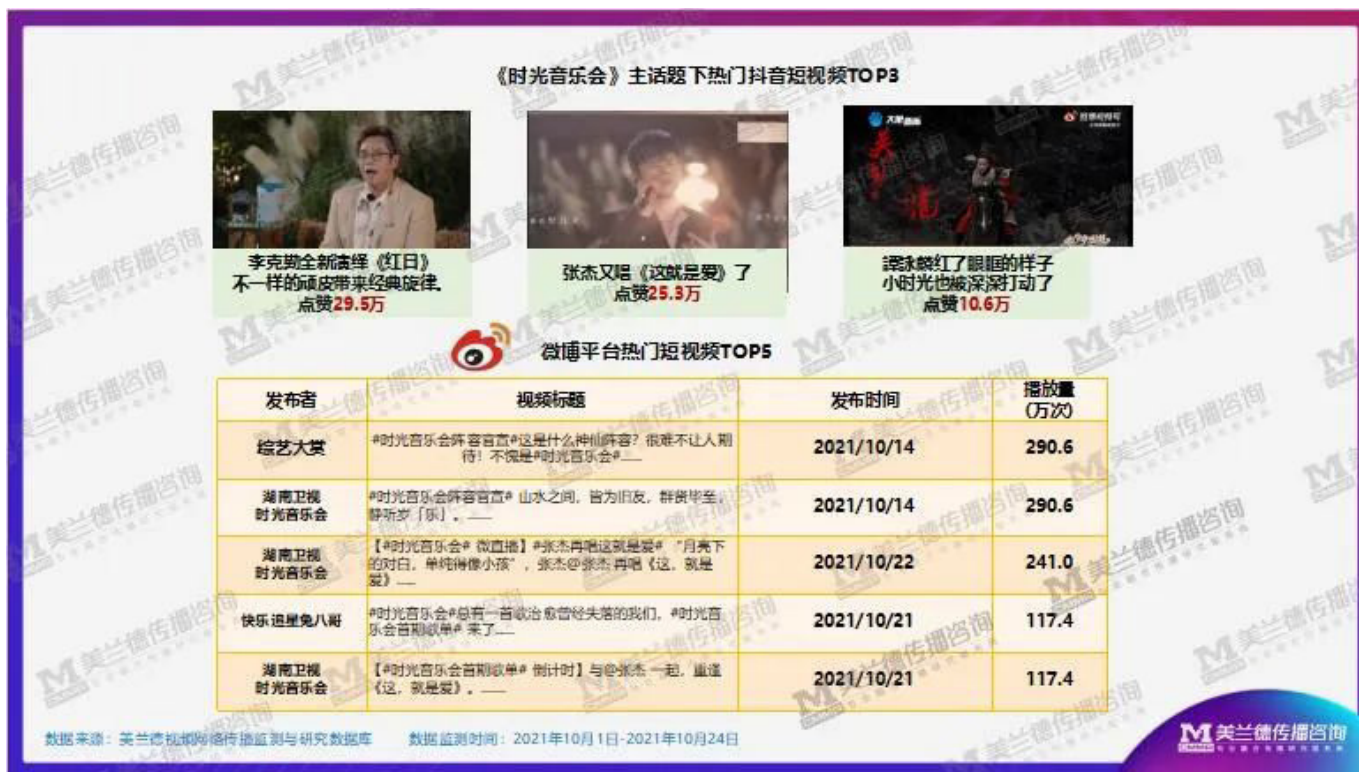 《时光音乐会》主话题下热门抖音短视频TOP3
李克勤全新演绎《红日》
不一样的顽皮带来经典旋律.
点赞29.5万
张杰又唱《这就是爱》了
点赞25.3万
谭咏麟红了眼眶的样子
小时光也被深深打动了
点赞10.6万
微博平台热门短视频TOP5
发布者 视频标题 发布时间 播放量
(万次)
综艺大赏 #时光音乐会阵容官宣#这是什么神仙阵容？很难不让人期
待！不愧是#时光音乐会#…… 2021/10/14 290.6
湖南卫视
时光音乐会 #时光音乐会阵容官宣# 山水之间，皆为旧友，群贤毕至，
静听岁「乐」。…… 2021/10/14 290.6
湖南卫视
时光音乐会 【#时光音乐会# 微直播】#张杰再唱这就是爱# “月亮下
的对白，单纯得像小孩”，张杰@张杰 再唱《这，就是
爱》…… 2021/10/22 241.0
快乐追星兔八哥 #时光音乐会#总有一首歌治愈曾经失落的我们，#时光音
乐会首期歌单# 来了…… 2021/10/21 117.4
湖南卫视
时光音乐会 【#时光音乐会首期歌单# 倒计时】与@张杰 一起，重逢
《这，就是爱》。…… 2021/10/21 117.4
数据来源：美兰德视频网络传播监测与研究数据库 数据监测时间：2021年10月1日-2021年10月24日
美兰德传播咨询